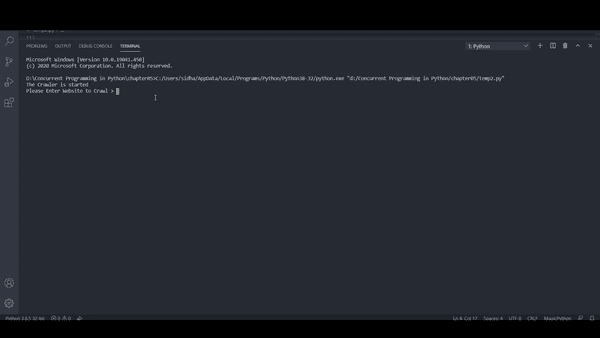 PROBLEMS OUTPUT DEBUG CONSOLE TERMINAL 1: Python
Microsoft Windows [Version 10.0.19041.450]
(c) 2020 Microsoft Corporation. All rights reserved.
D:\Concurrent Programming in Python\chapter05>C:/Users/sidha/AppData/Local/Programs/Python/Python38-32/python.exe "d:/Concurrent Programming in Python/chapter05/temp2.py"
The Crawler is started
Please Enter Website to Crawl >
Python 3.8.5 32-bit 0 0 Ln 8, Col 17 Spaces: 4 UTF-8 CRLF MagicPython